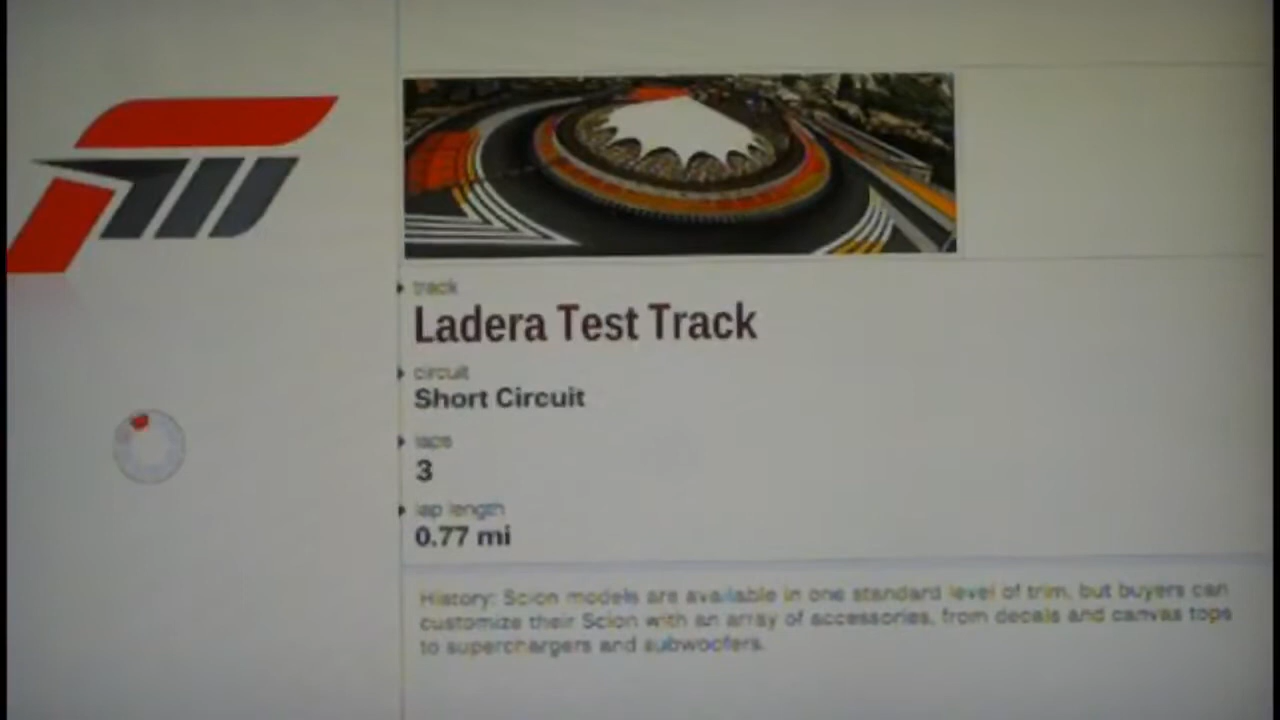 track
Ladera Test Track
circuit
Short Circuit
laps
3
lap length
0.77 mi
History: Scion models are available in one standard level of trim, but buyers can
customize their Scion with an array of accessories, from decals and canvas tops
to superchargers and subwoofers.